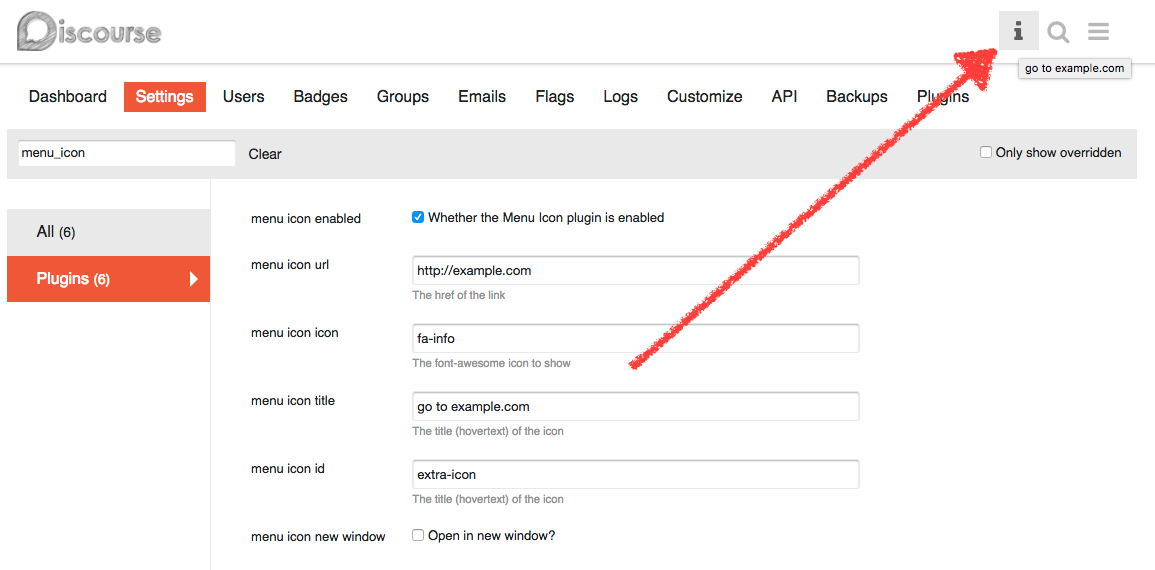 Discourse
go to example.com
Dashboard Settings Users Badges Groups Emails Flags Logs Customize API Backups Plugins
menu_icon Clear Only show overridden
All (6)
Plugins (6)
menu icon enabled Whether the Menu Icon plugin is enabled
menu icon url http://example.com
The href of the link
menu icon icon fa-info
The font-awesome icon to show
menu icon title go to example.com
The title (hovertext) of the icon
menu icon id extra-icon
The title (hovertext) of the icon
menu icon new window Open in new window?